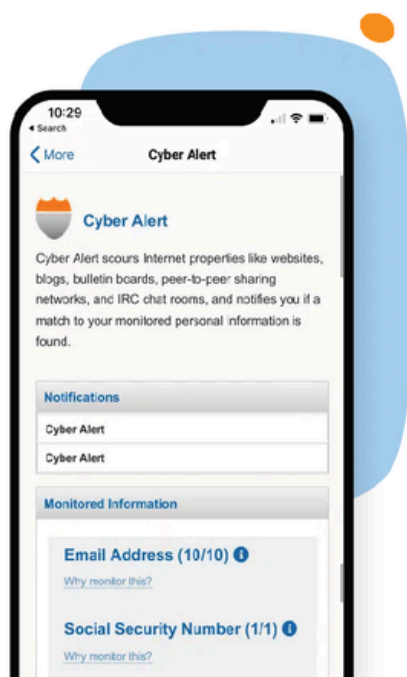 10:29
◂ Search
More
Cyber Alert
Cyber Alert
Cyber Alert scours Internet properties like websites,
blogs, bulletin boards, peer-to-peer sharing
networks, and IRC chat rooms, and notifies you if a
match to your monitored personal information is
found.
Notifications
Cyber Alert
Cyber Alert
Monitored Information
Email Address (10/10)
Why monitor this?
Social Security Number (1/1)
Why monitor this?